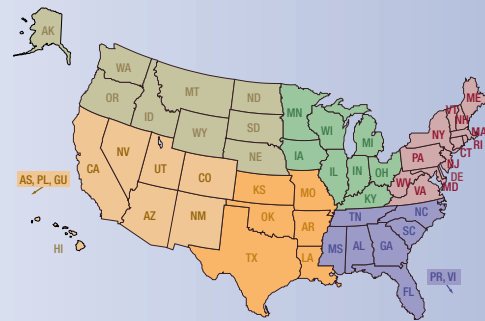 AK
WA
MT
ND
MN
ME
OR
ID
WY
SD
WI
MI
NY
VT
NH
MA
RI
CT
NE
IA
PA
NJ
CA
NV
UT
CO
IL
IN
OH
DE
MD
WV
VA
AS, PL, GU
KS
MO
KY
AZ
NM
OK
AR
TN
NC
SC
TX
LA
MS
AL
GA
HI
PR, VI
FL